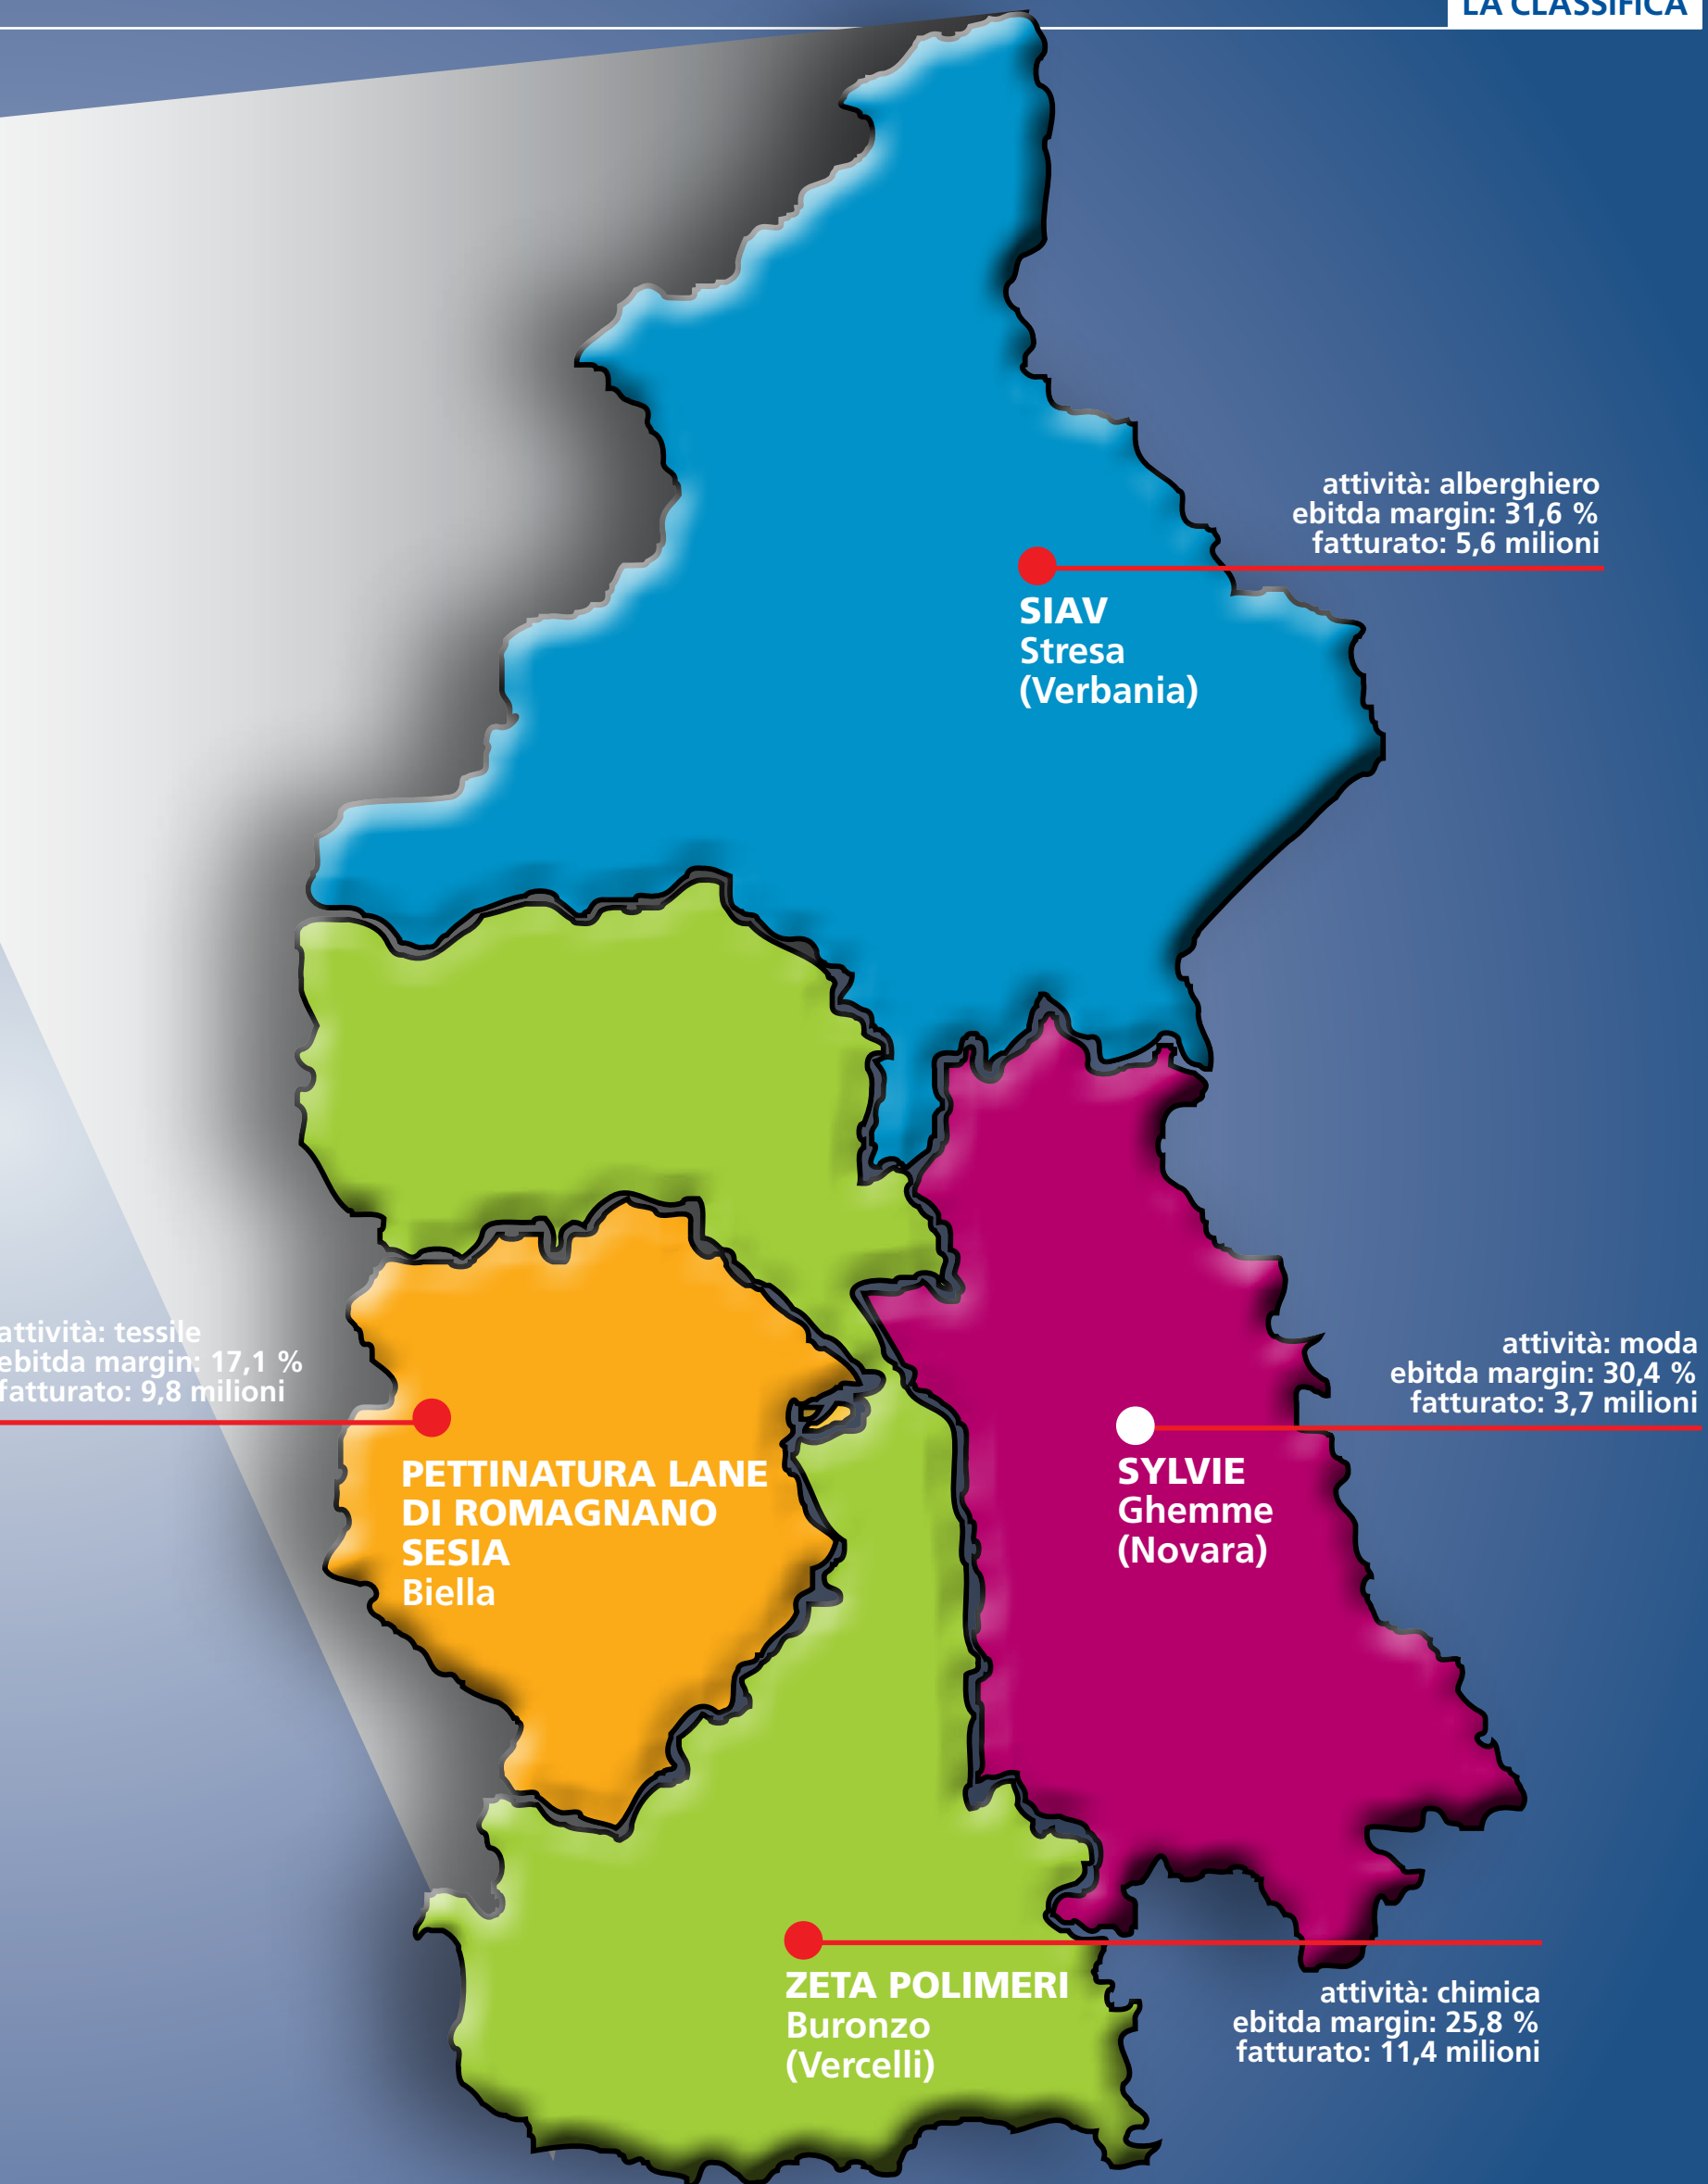 LA CLASSIFICA
attività: alberghiero
ebitda margin: 31,6 %
fatturato: 5,6 milioni
SIAV
Stresa
(Verbania)
attività: tessile
ebitda margin: 17,1 %
fatturato: 9,8 milioni
PETTINATURA LANE
DI ROMAGNANO
SESIA
Biella
attività: moda
ebitda margin: 30,4 %
fatturato: 3,7 milioni
SYLVIE
Ghemme
(Novara)
ZETA POLIMERI
Buronzo
(Vercelli)
attività: chimica
ebitda margin: 25,8 %
fatturato: 11,4 milioni